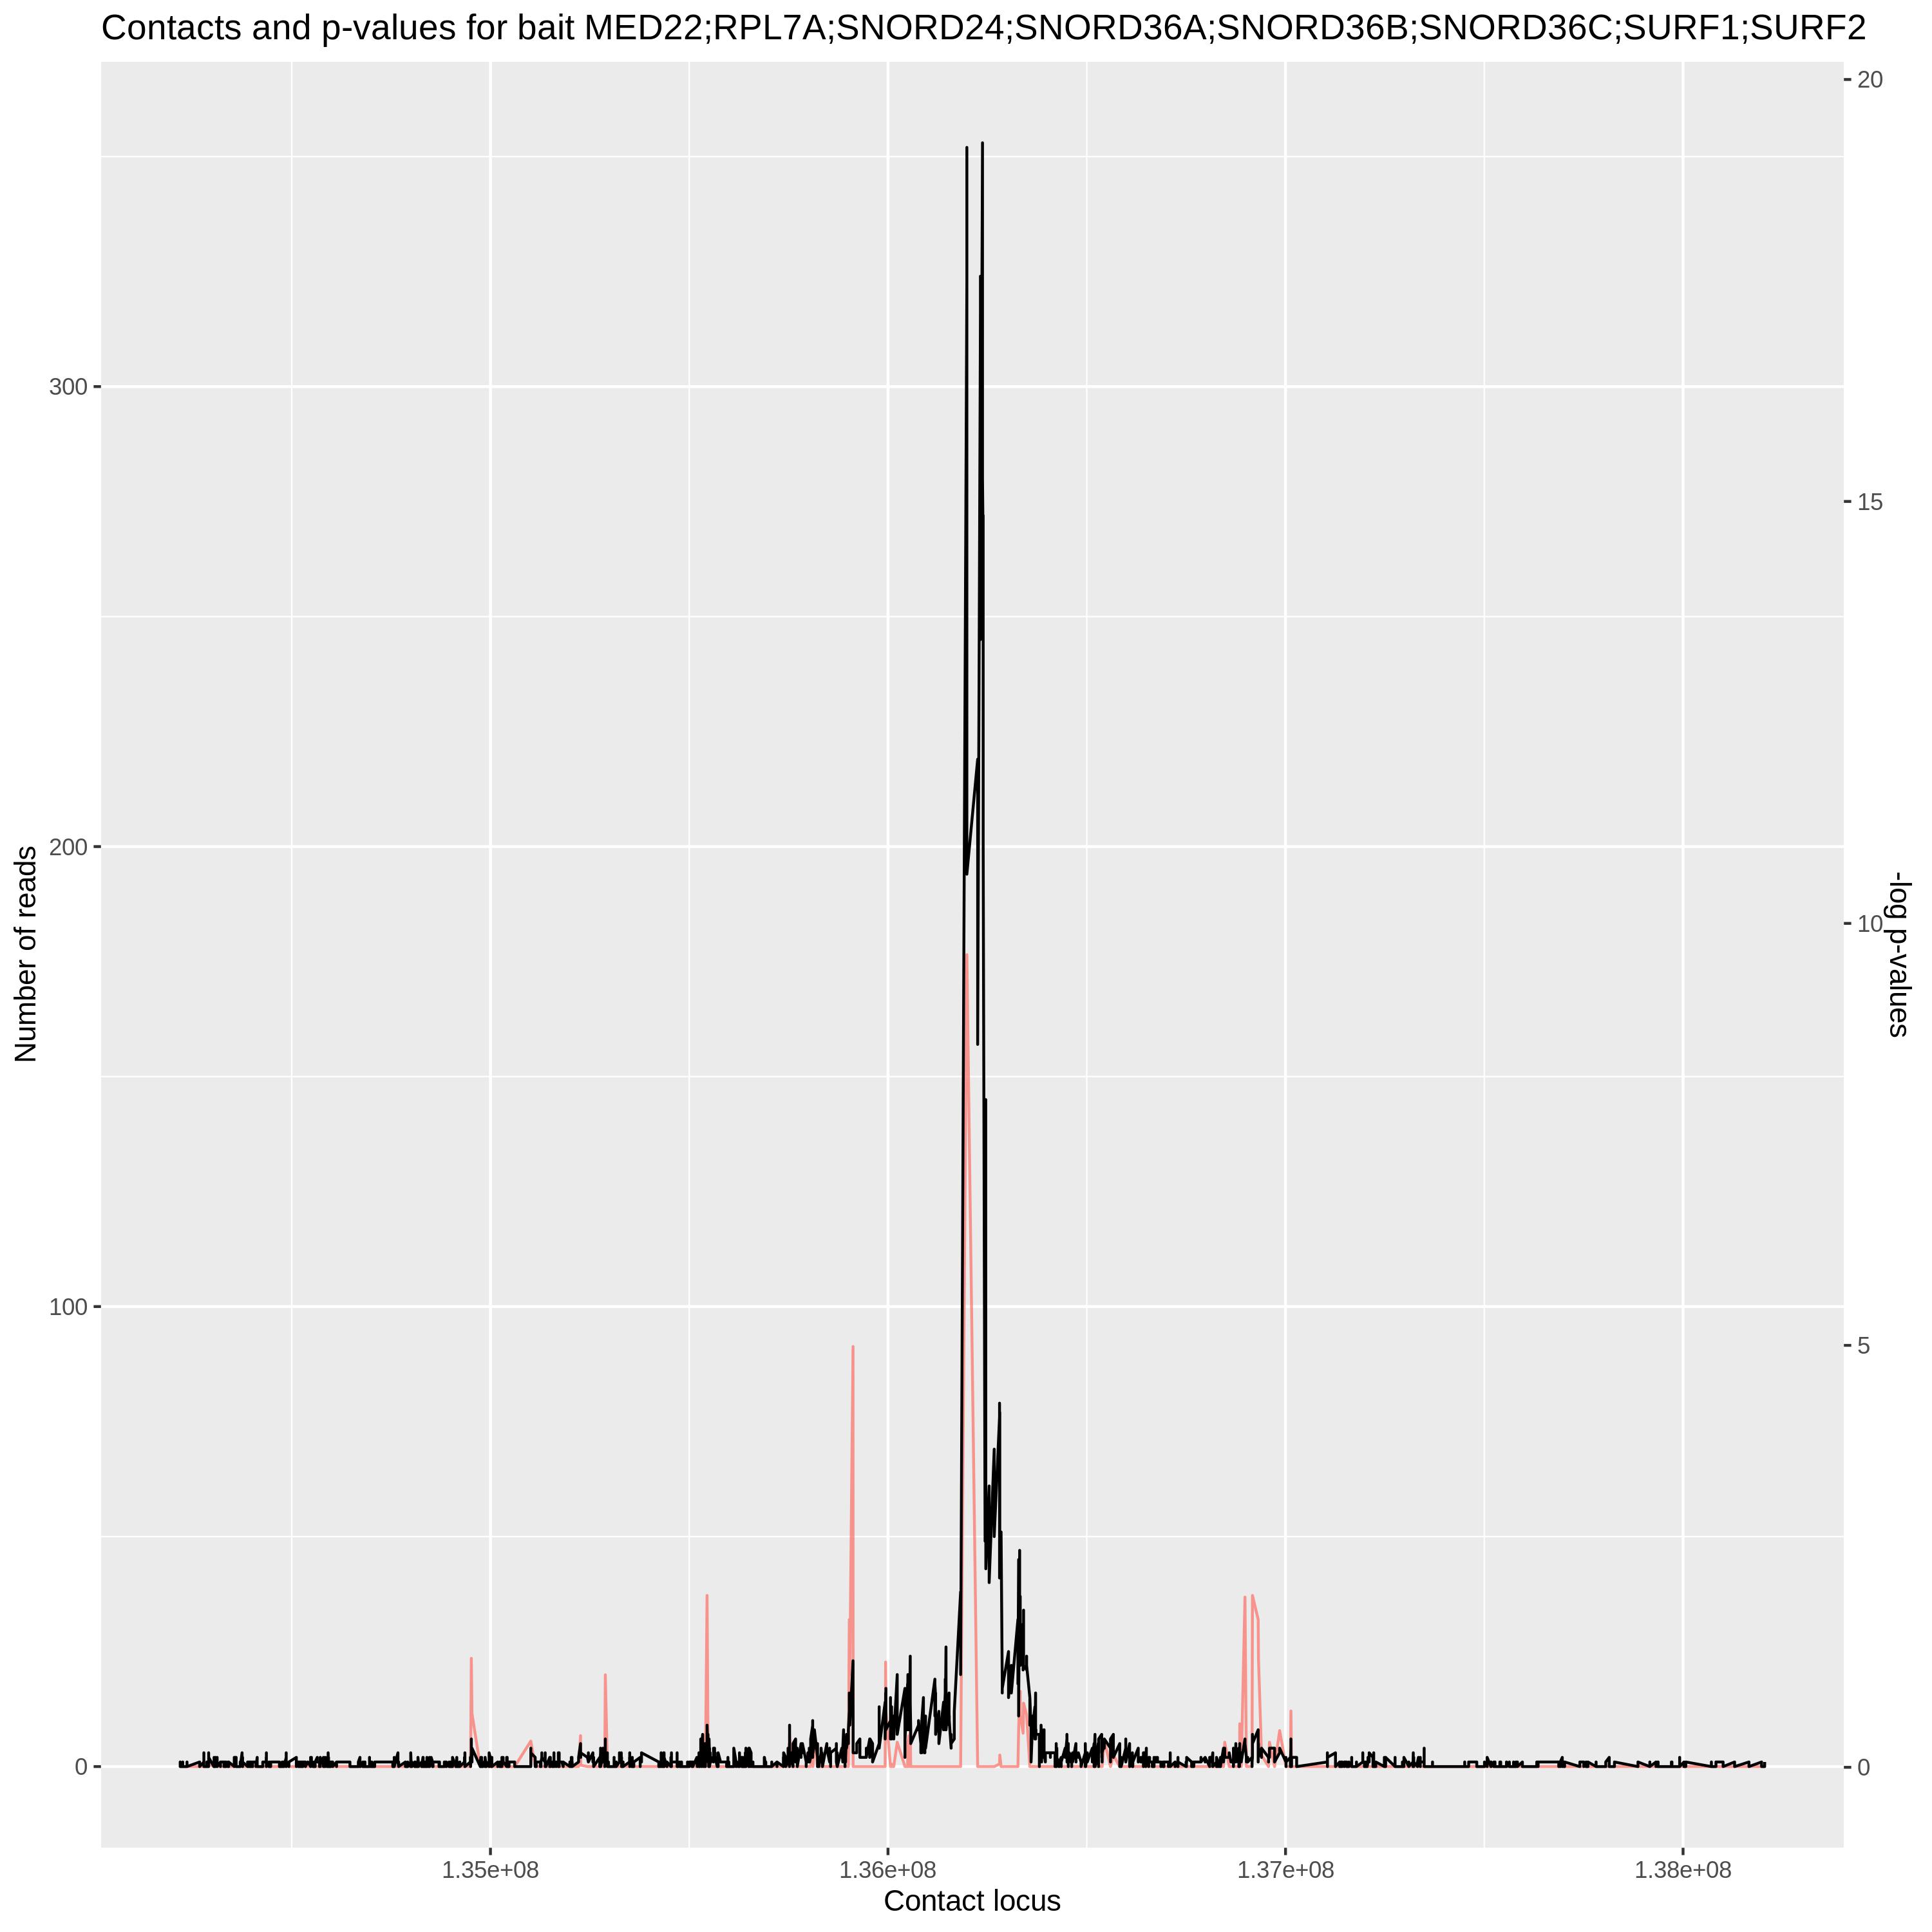 Contacts and p-values for bait MED22;RPL7A;SNORD24;SNORD36A;SNORD36B;SNORD36C;SURF1;SURF2
Number of reads
300
200
100
0
20
15
10
5
0
-log p-values
1.35e+08 1.36e+08 1.37e+08 1.38e+08
Contact locus